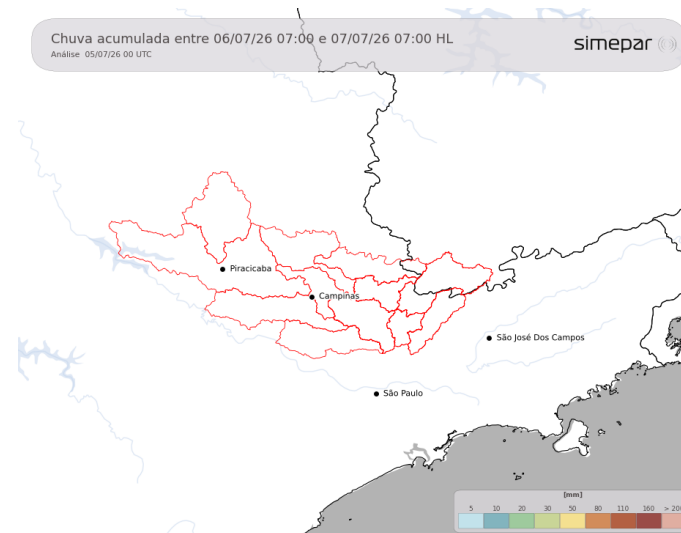 Chuva acumulada entre 06/07/26 07:00 e 07/07/26 07:00 HL
Análise 05/07/26 00 UTC
simepar
Piracicaba
Campinas
São José Dos Campos
São Paulo
[mm]
5 10 20 30 50 80 110 160